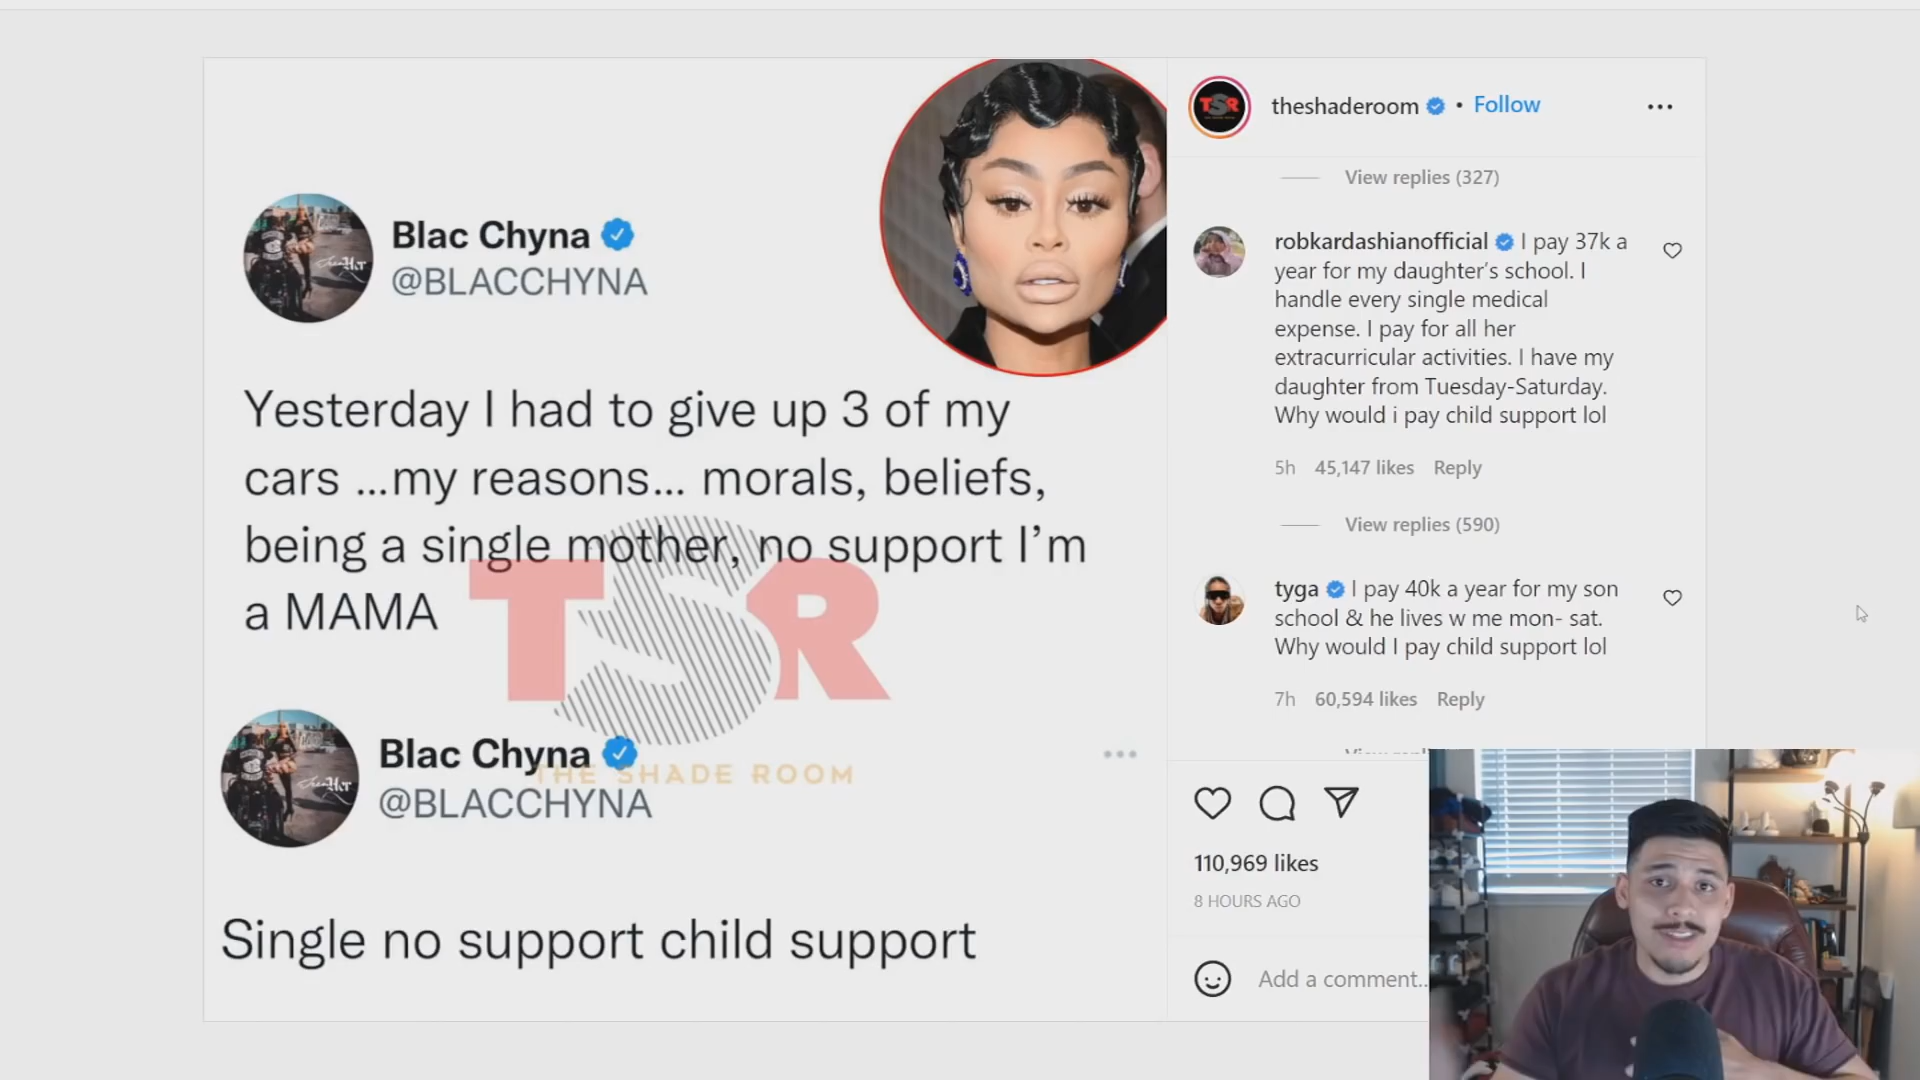 Blac Chyna
@BLACCHYNA
Yesterday I had to give up 3 of my
cars ...my reasons... morals, beliefs,
being a single mother, no support I'm
a MAMA
TSR
THE SHADE ROOM
Blac Chyna
@BLACCHYNA
Single no support child support
TSR
theshaderoom • Follow
View replies (327)
robkardashianofficial I pay 37k a
year for my daughter's school. I
handle every single medical
expense. I pay for all her
extracurricular activities. I have my
daughter from Tuesday-Saturday.
Why would i pay child support lol
5h 45,147 likes Reply
View replies (590)
tyga I pay 40k a year for my son
school & he lives w me mon- sat.
Why would I pay child support lol
7h 60,594 likes Reply
110,969 likes
8 HOURS AGO
Add a comment..